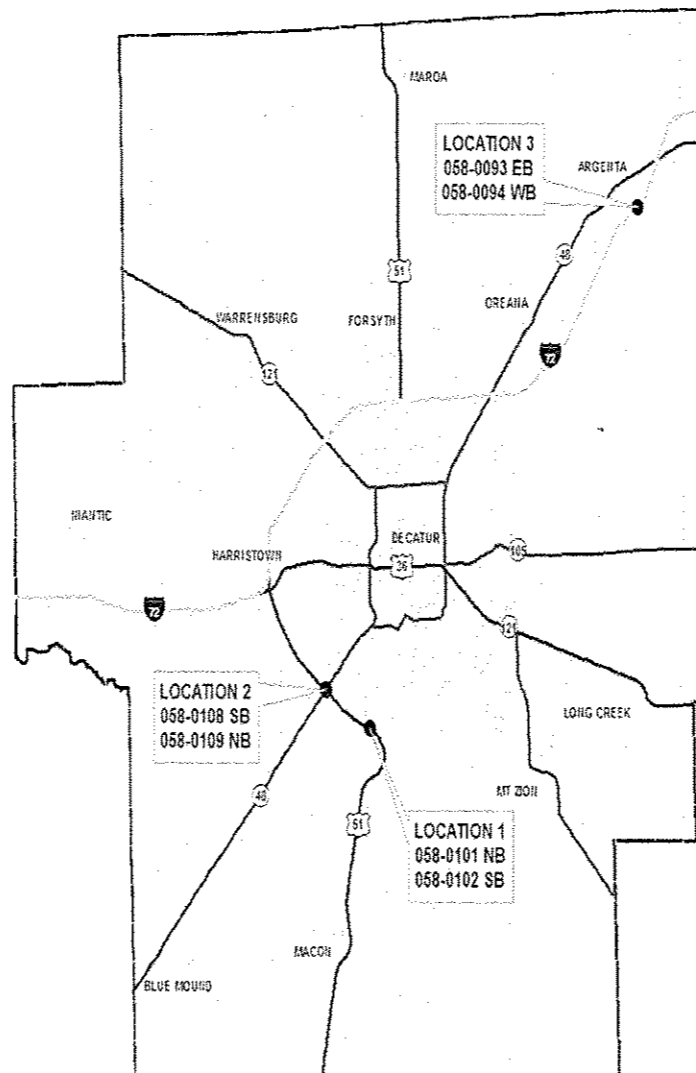 MAROA
LOCATION 3
058-0093 EB
058-0094 WB
ARGENTA
48
51
OREANA
WARRENSBURG
FORSYTH
72
121
NIANTIC
DECATUR
HARRISTOWN
36
105
72
121
LOCATION 2
058-0108 SB
058-0109 NB
LONG CREEK
MT ZION
48
51
LOCATION 1
058-0101 NB
058-0102 SB
MACON
BLUE MOUND